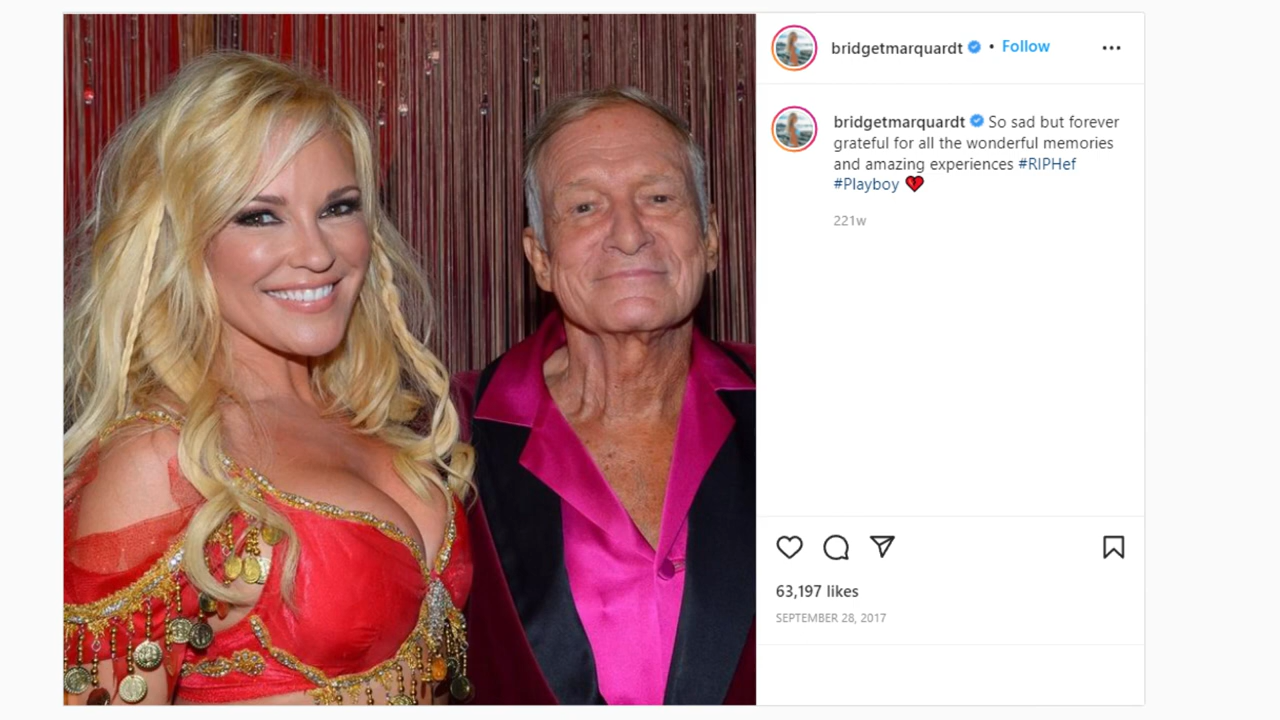 bridgetmarquardt • Follow
bridgetmarquardt So sad but forever
grateful for all the wonderful memories
and amazing experiences #RIPHef
#Playboy
221w
63,197 likes
SEPTEMBER 28, 2017